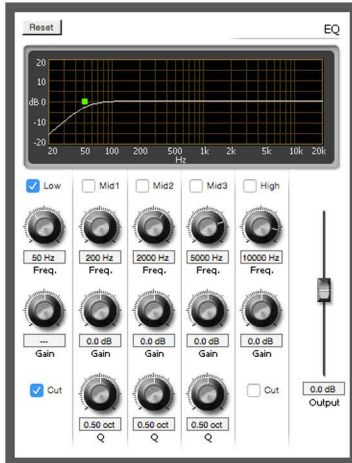 Reset
EQ
20
10
dB 0
-10
-20
20 50 100 200 500 1k 2k 5k 10k 20k
Hz
Low Mid1 Mid2 Mid3 High
50 Hz 200 Hz 2000 Hz 5000 Hz 10000 Hz
Freq. Freq. Freq. Freq. Freq.
--- 0.0 dB 0.0 dB 0.0 dB 0.0 dB
Gain Gain Gain Gain Gain
Cut Cut
0.0 dB
Output
0.50 oct 0.50 oct 0.50 oct
Q Q Q